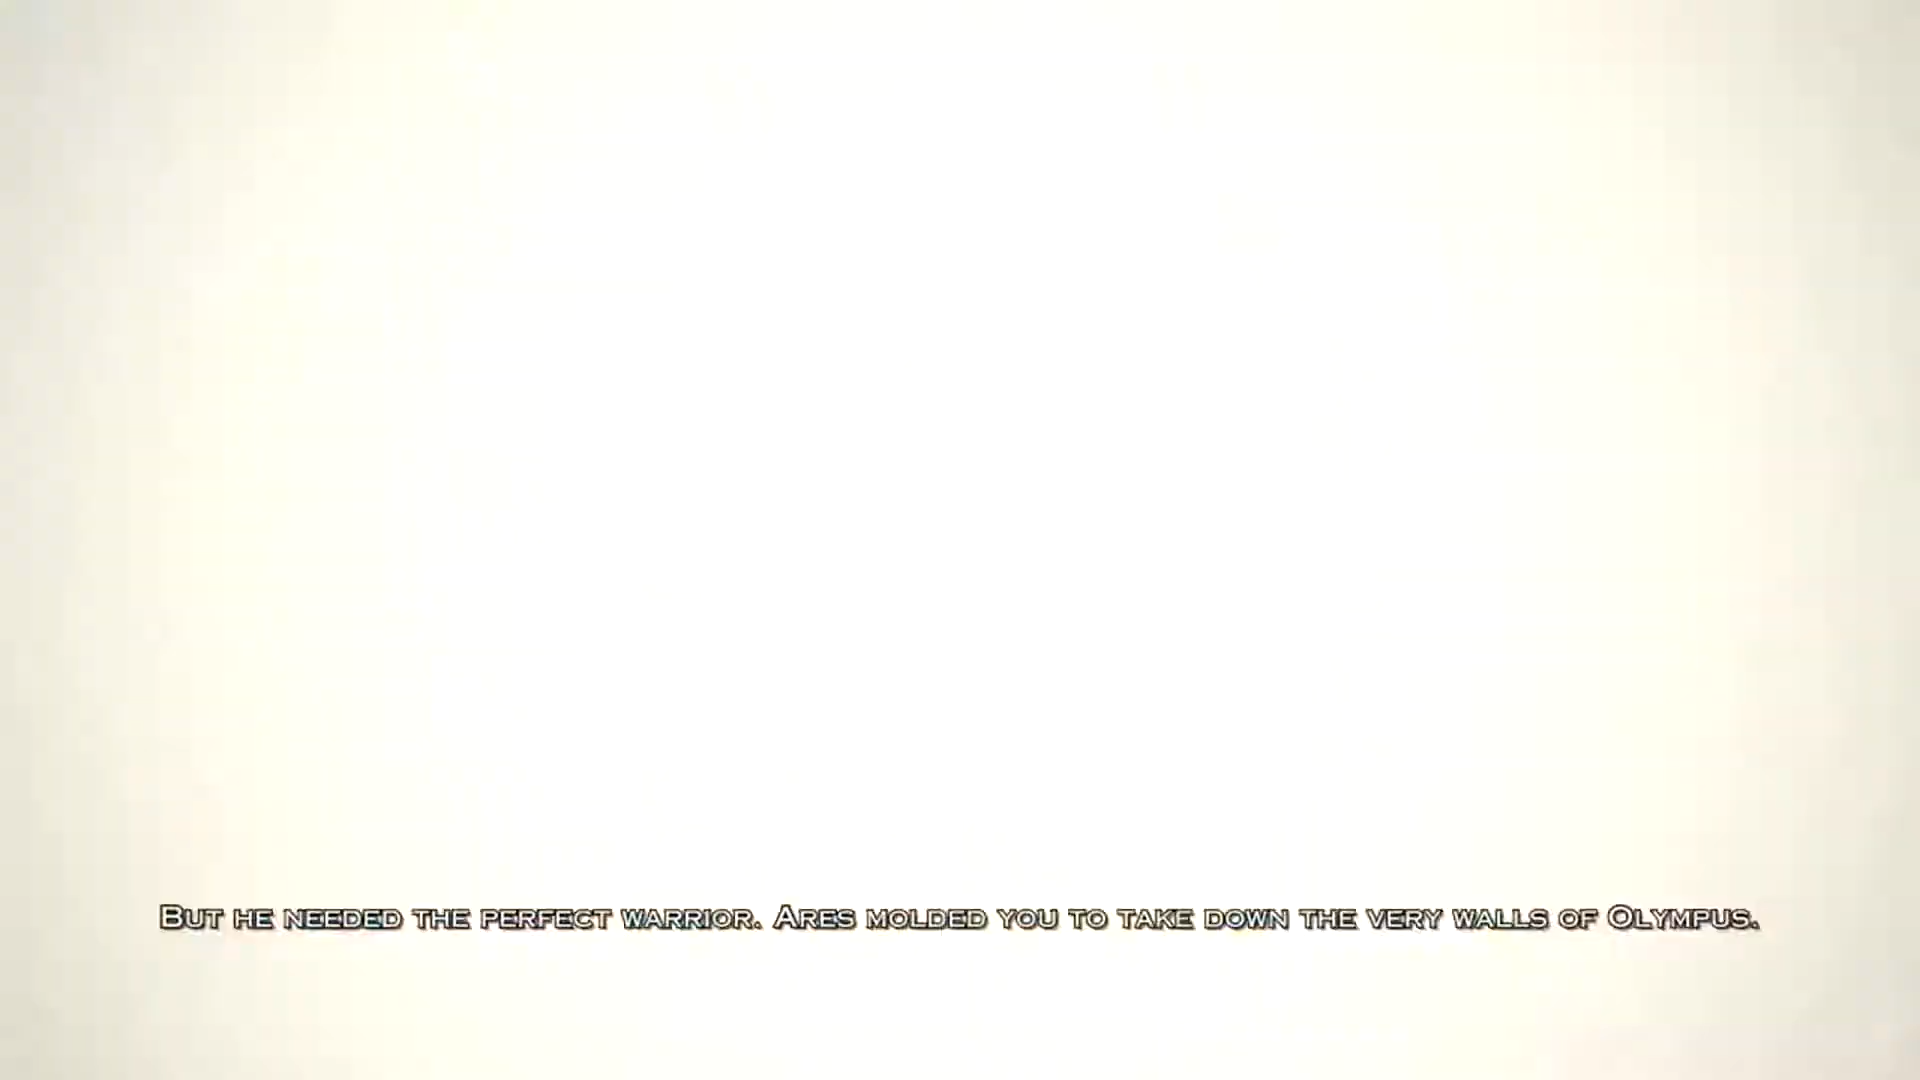 But he needed the perfect warrior. Ares molded you to take down the very walls of Olympus.